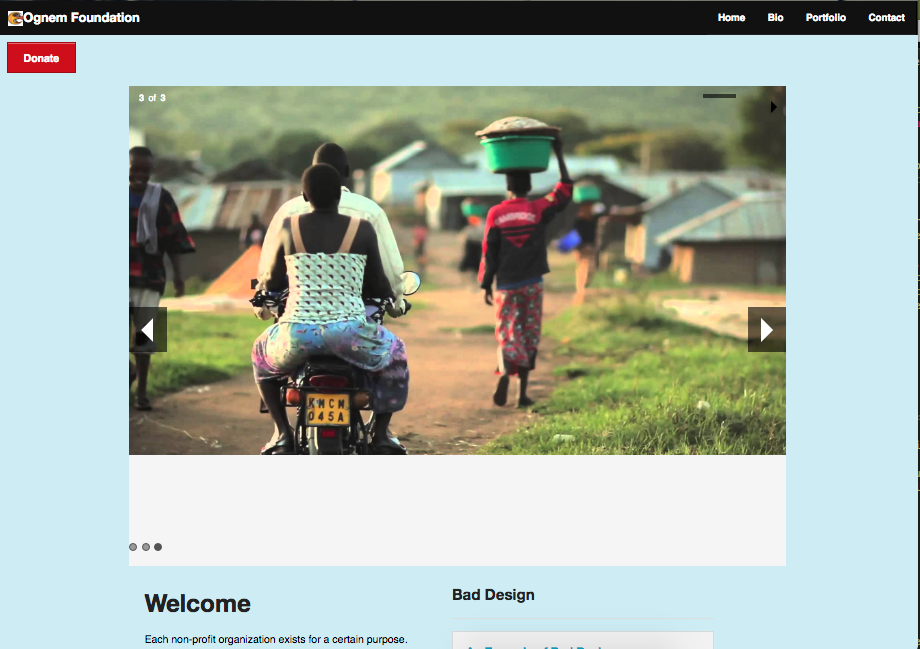 Ognem Foundation
Home Bio Portfolio Contact
Donate
3 of 3
KMCM
045A
Welcome
Bad Design
Each non-profit organization exists for a certain purpose.